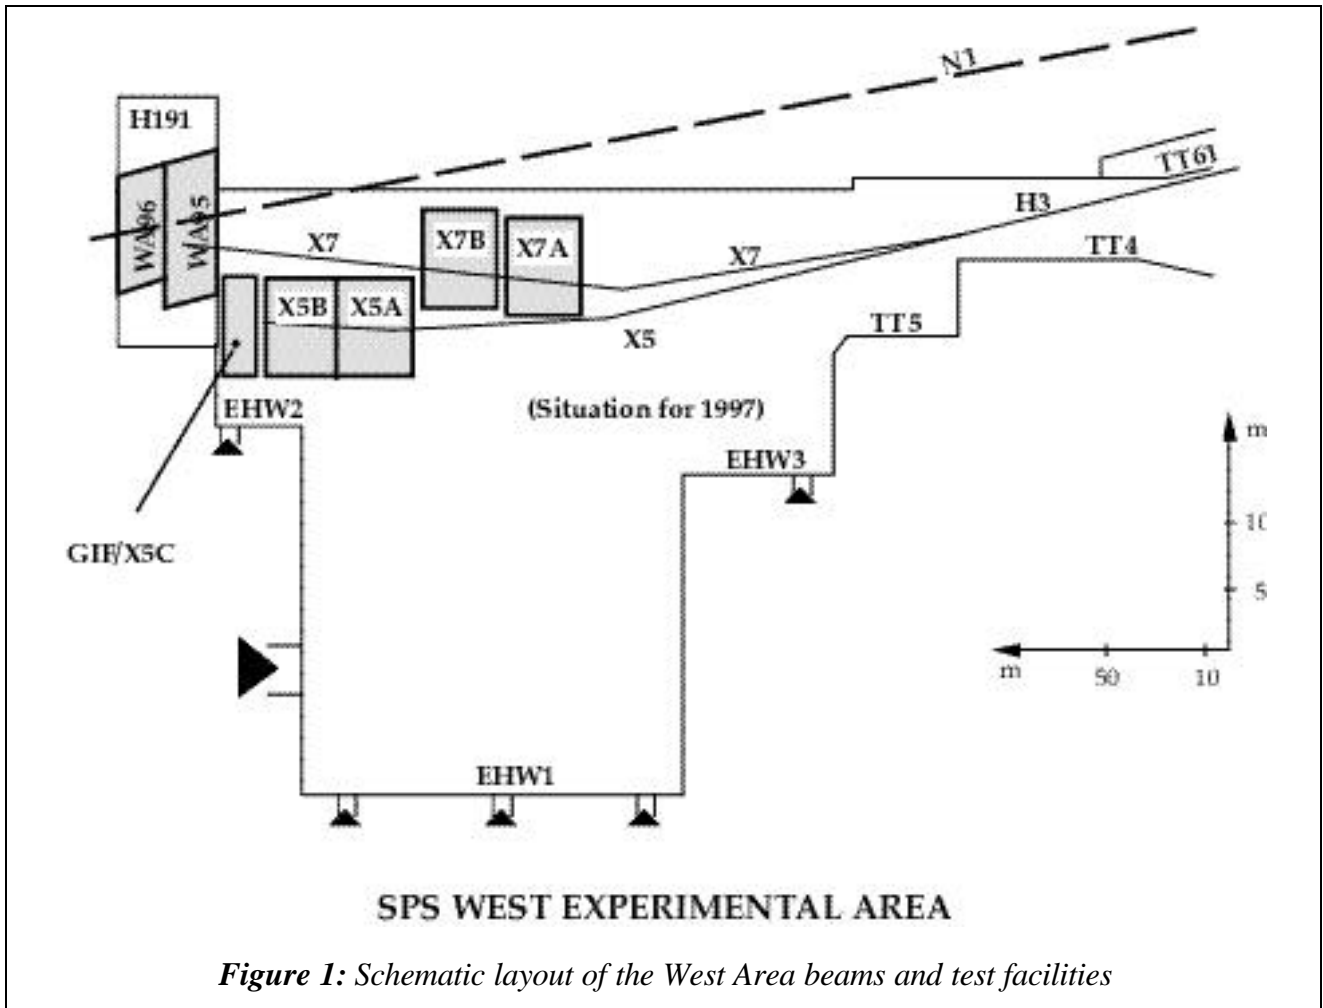 N1
H191
TT61
WA96
WA95
H3
X7
X7B
X7A
X7
TT4
X5B
X5A
TT5
X5
EHW2
(Situation for 1997)
m
EHW3
10
GIF/X5C
5
m
50
10
EHW1
SPS WEST EXPERIMENTAL AREA
Figure 1: Schematic layout of the West Area beams and test facilities